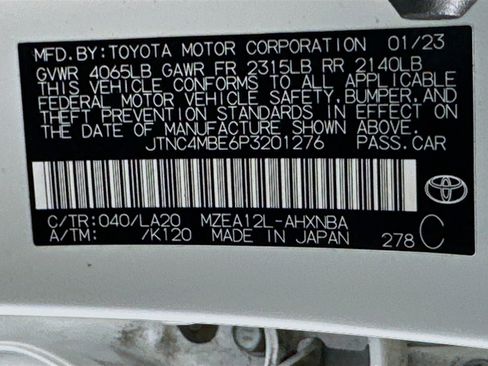 MFD.BY:TOYOTA MOTOR CORPORATION 01/23
GVWR 4065LB GAWR FR 2315LB RR 2140LB
THIS VEHICLE CONFORMS TO ALL APPLICABLE
FEDERAL MOTOR VEHICLE SAFETY,BUMPER,AND
THEFT PREVENTION STANDARDS IN EFFECT ON
THE DATE OF MANUFACTURE SHOWN ABOVE.
JTNC4MBE6P3201276 PASS.CAR
C/TR:040/LA20 MZEA12L-AHXNBA
A/TM: /K120 MADE IN JAPAN 278 C